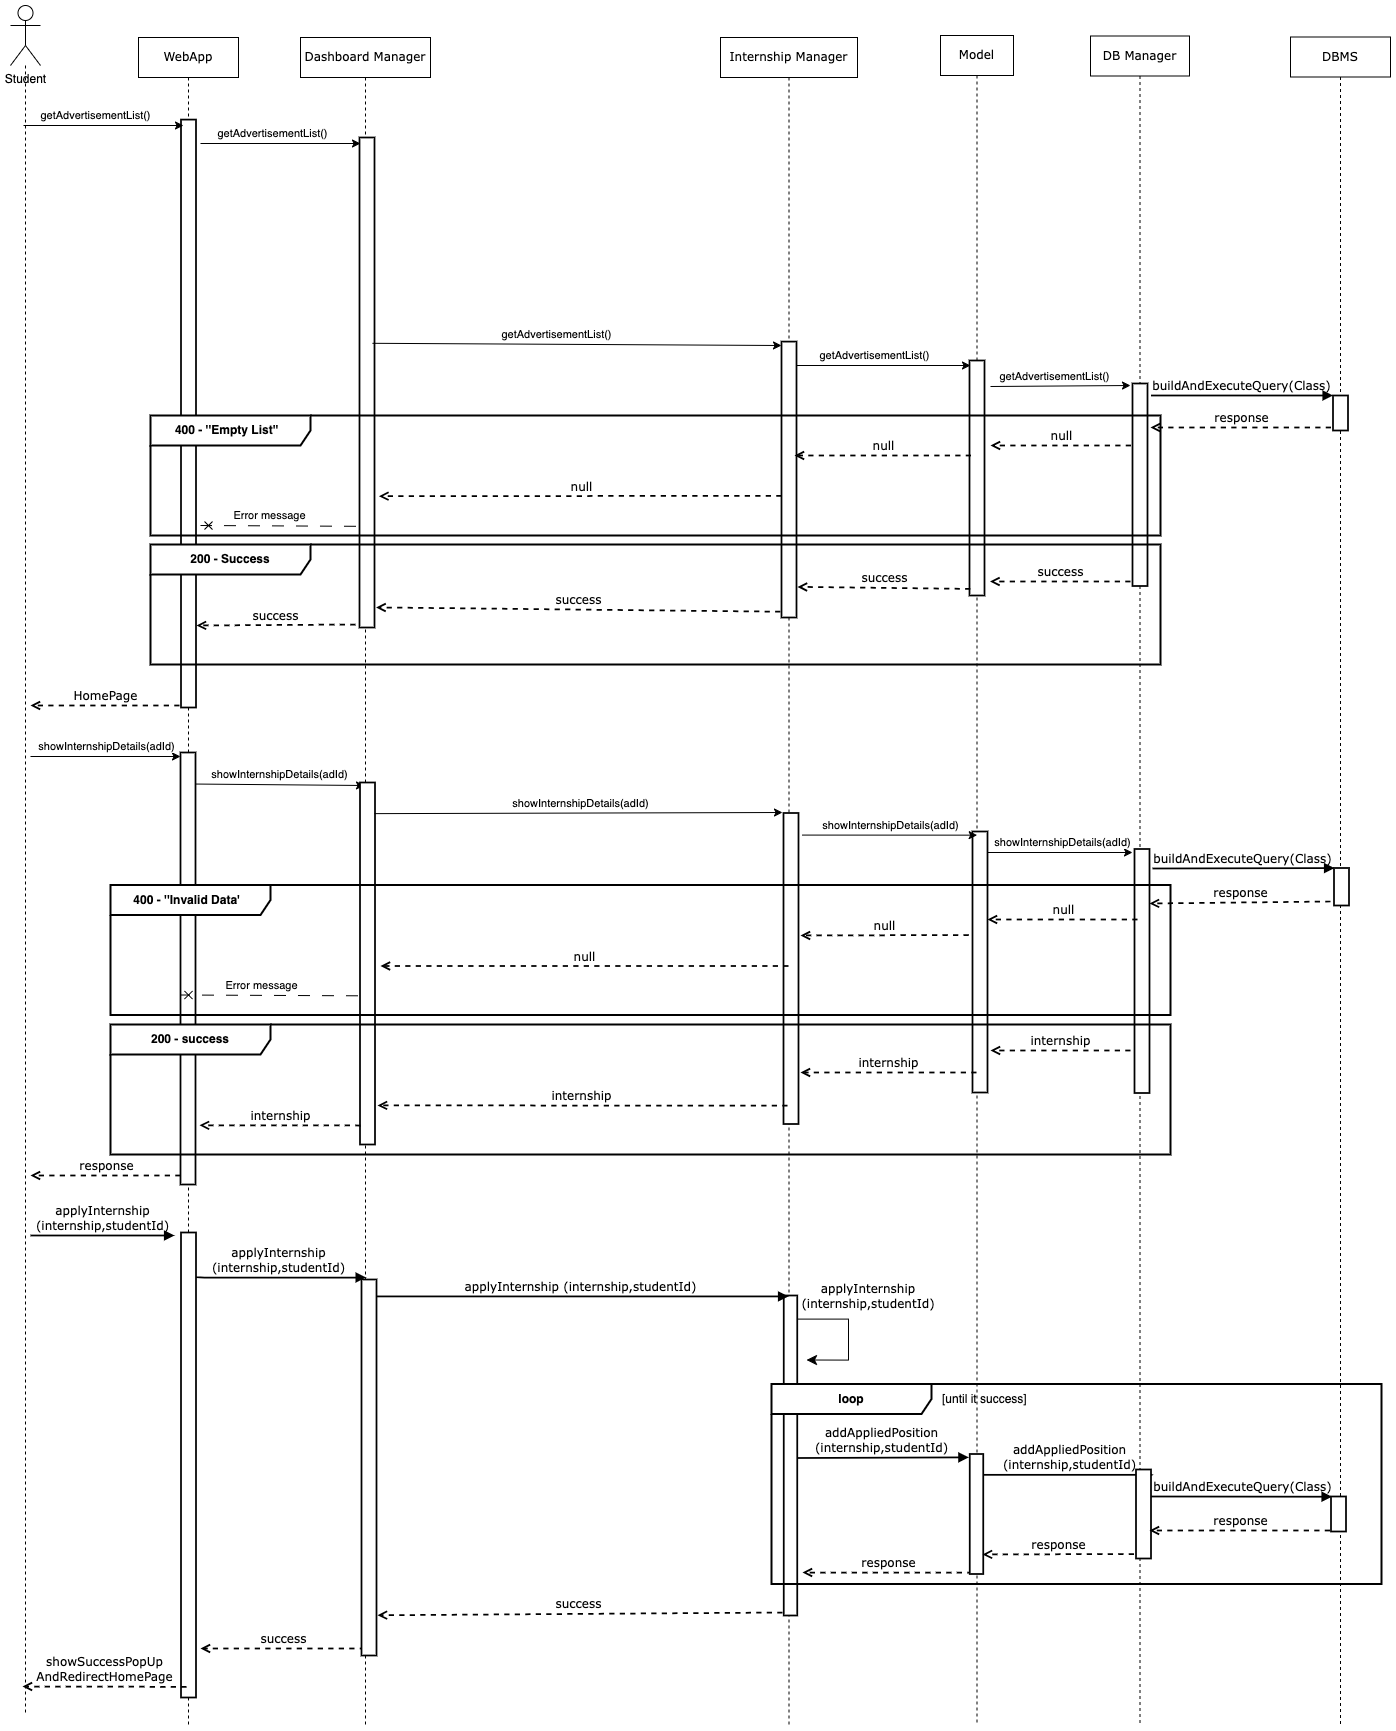 Student
WebApp
Dashboard Manager
Internship Manager
Model
DB Manager
DBMS
getAdvertisementList()
getAdvertisementList()
getAdvertisementList()
getAdvertisementList()
getAdvertisementList()
buildAndExecuteQuery(Class)
response
400 - "Empty List"
null
null
null
Error message
200 - Success
success
success
success
success
HomePage
showInternshipDetails(adId)
showInternshipDetails(adId)
showInternshipDetails(adId)
showInternshipDetails(adId)
showInternshipDetails(adId)
buildAndExecuteQuery(Class)
response
400 - "Invalid Data'
null
null
null
Error message
200 - success
internship
internship
internship
internship
response
applyInternship
(internship,studentId)
applyInternship
(internship,studentId)
applyInternship (internship,studentId)
applyInternship
(internship,studentId)
loop
[until it success]
addAppliedPosition
(internship,studentId)
addAppliedPosition
(internship,studentId)
buildAndExecuteQuery(Class)
response
response
response
success
success
showSuccessPopUp
AndRedirectHomePage